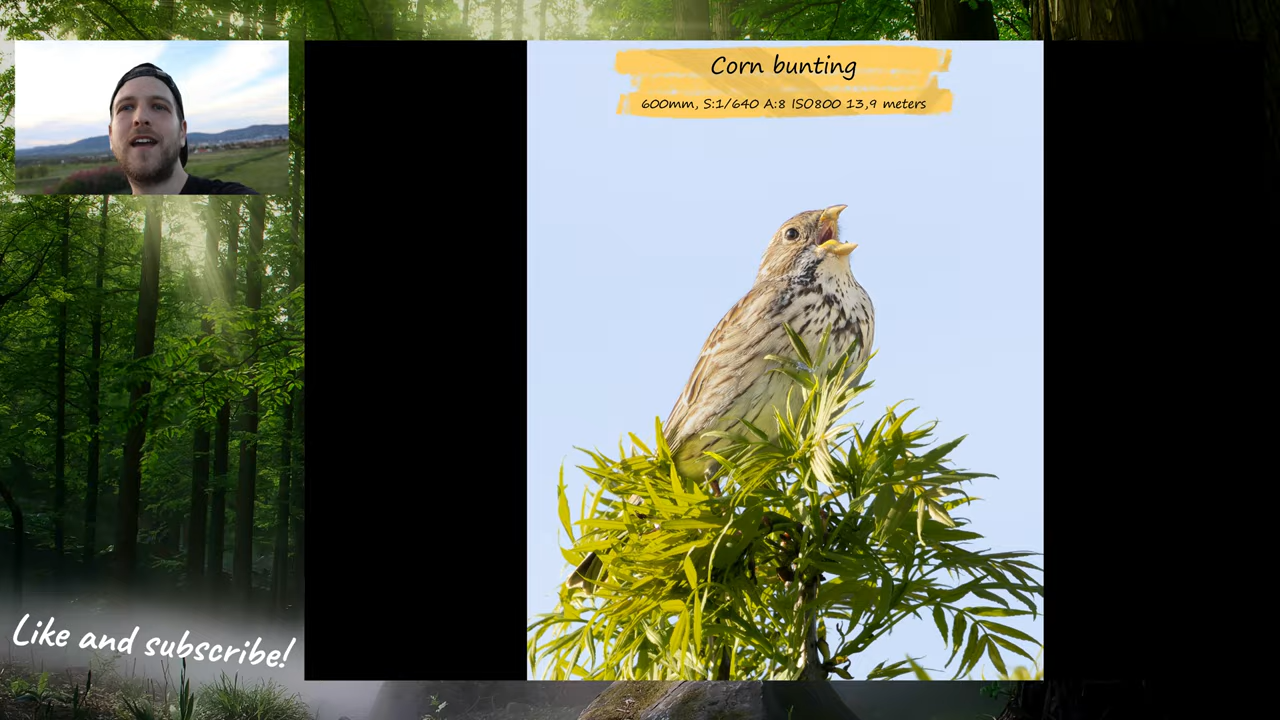 Corn bunting
600mm, S:1/640 A:8 ISO800 13,9 meters
Like and subscribe!